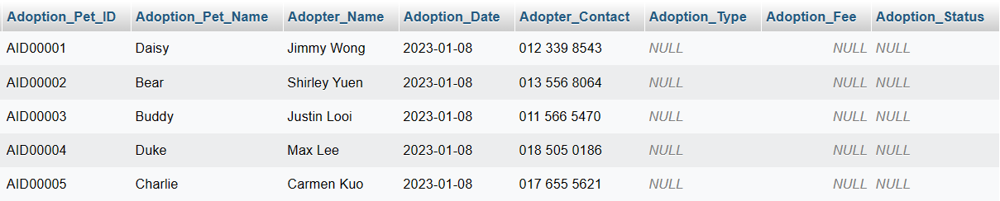 Adoption_Pet_ID Adoption_Pet_Name Adopter_Name Adoption_Date Adopter_Contact Adoption_Type Adoption_Fee Adoption_Status
AID00001 Daisy Jimmy Wong 2023-01-08 012 339 8543 NULL NULL NULL
AID00002 Bear Shirley Yuen 2023-01-08 013 556 8064 NULL NULL NULL
AID00003 Buddy Justin Looi 2023-01-08 011 566 5470 NULL NULL NULL
AID00004 Duke Max Lee 2023-01-08 018 505 0186 NULL NULL NULL
AID00005 Charlie Carmen Kuo 2023-01-08 017 655 5621 NULL NULL NULL